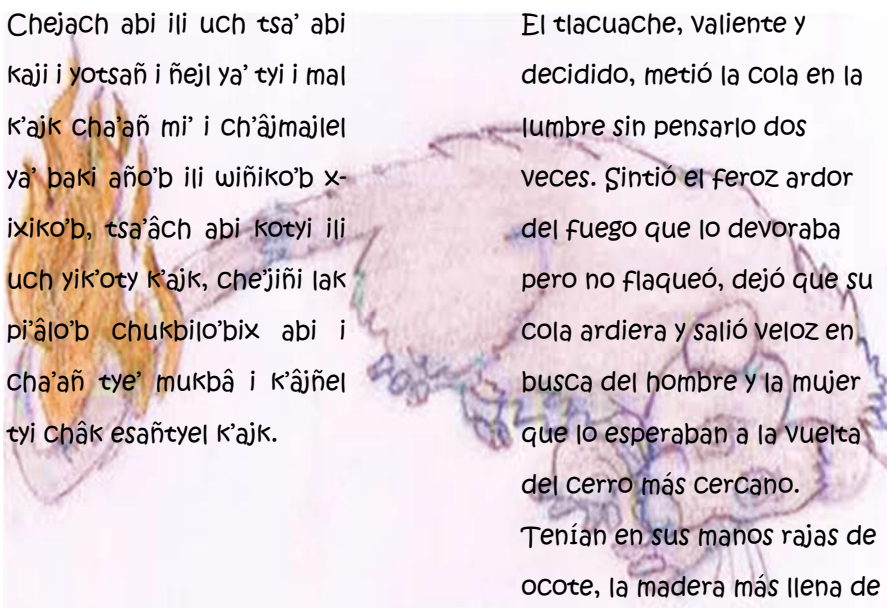 Chejach abi ili uch tsa’ abi
kaji i yotsañ i ñejl ya’ tyi i mal
k’ajk cha’añ mi’ i ch’âjmajlel
ya’ baki año’b ili wiñiko’b x-
ixiko’b, tsa’âch abi kotyi ili
uch yik’oty k’ajk, che’jiñi lak
pi’âlo’b chukbilo’bix abi i
cha’añ tye’ mukbâ i k’âjñel
tyi châk esañtyel k’ajk.
El tlacuache, valiente y
decidido, metió la cola en la
lumbre sin pensarlo dos
veces. Sintió el feroz ardor
del fuego que lo devoraba
pero no flaqueó, dejó que su
cola ardiera y salió veloz en
busca del hombre y la mujer
que lo esperaban a la vuelta
del cerro más cercano.
Tenían en sus manos rajas de
ocote, la madera más llena de